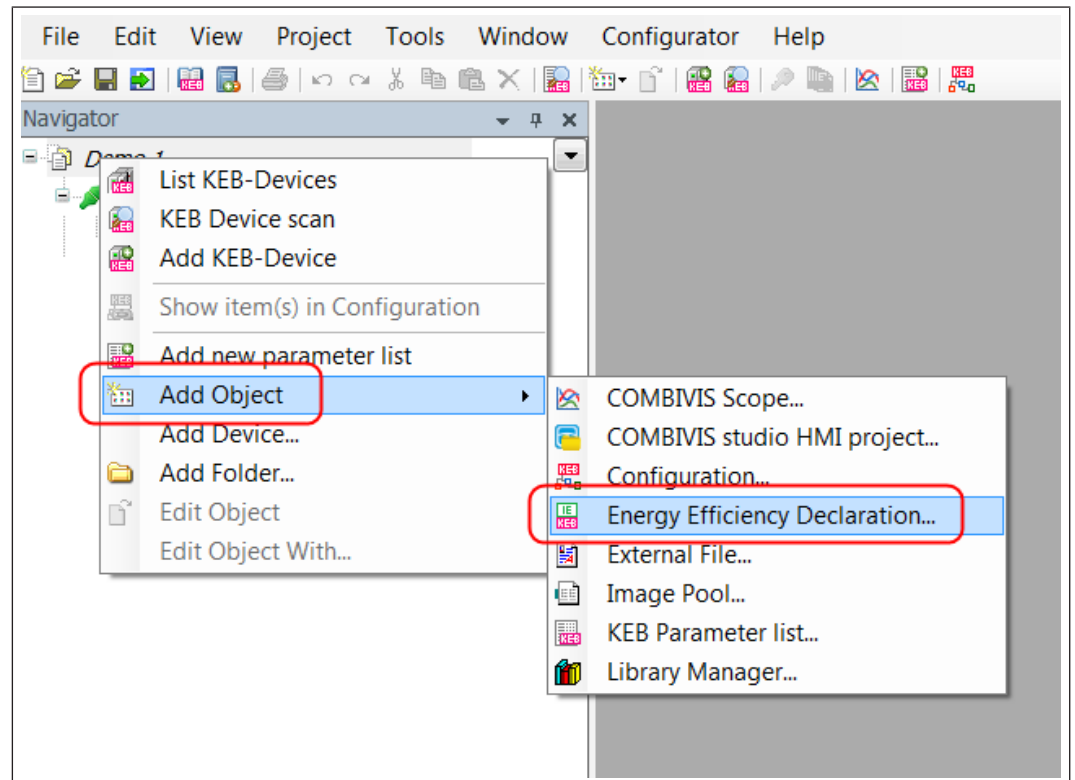 File Edit View Project Tools Window Configurator Help
Navigator
Demo 1
List KEB-Devices
KEB Device scan
Add KEB-Device
Show item(s) in Configuration
Add new parameter list
Add Object
Add Device...
Add Folder...
Edit Object
Edit Object With...
COMBIVIS Scope...
COMBIVIS studio HMI project...
Configuration...
Energy Efficiency Declaration...
External File...
Image Pool...
KEB Parameter list...
Library Manager...